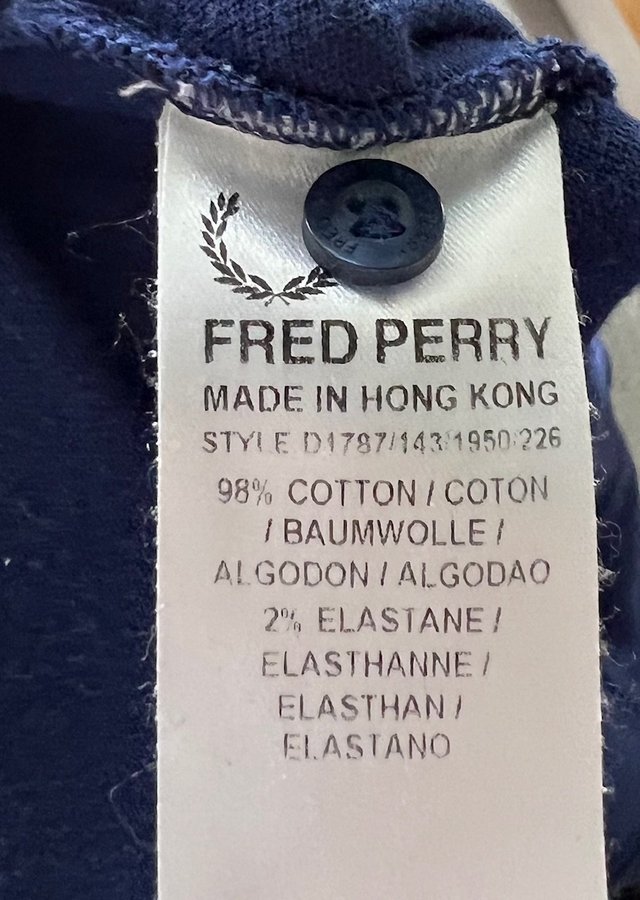 FRED PERRY
MADE IN HONG KONG
STYLE D1787/143/1950/226
98% COTTON / COTON
/ BAUMWOLLE /
ALGODON / ALGODAO
2% ELASTANE /
ELASTHANNE /
ELASTHAN /
ELASTANO